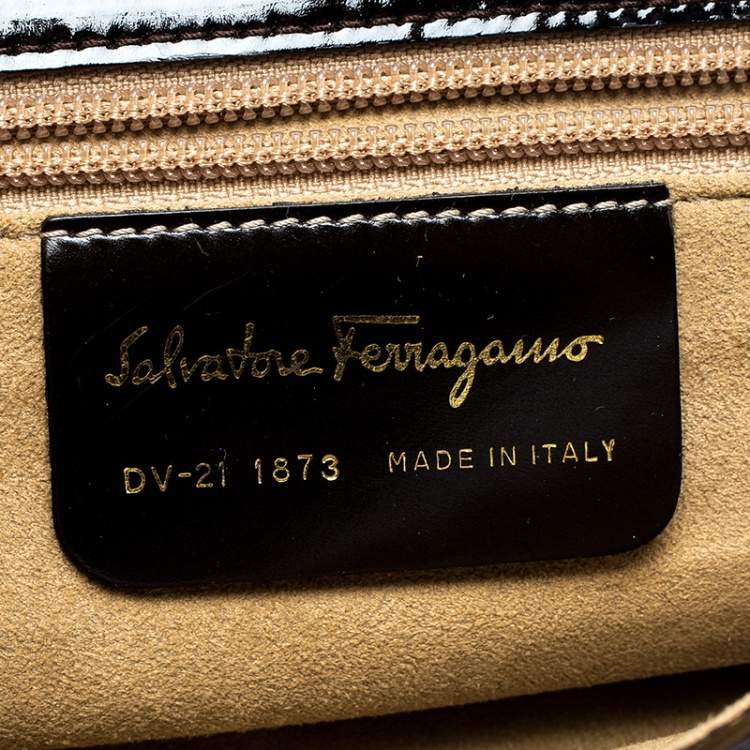 Salvatore Ferragamo
DV-21 1873 MADE IN ITALY